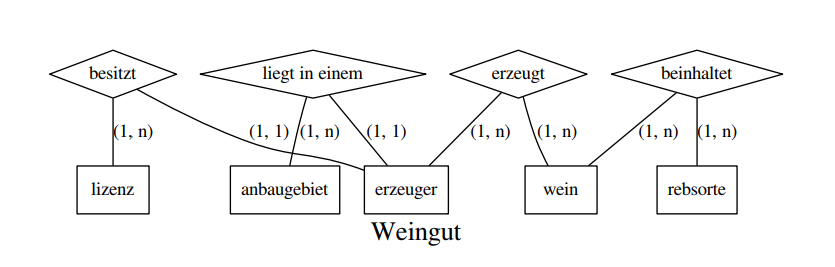 besitzt liegt in einem erzeugt beinhaltet
(1, n) (1, 1) (1, n) (1, 1) (1, n) (1, n) (1, n) (1, n)
lizenz anbaugebiet erzeuger wein rebsorte
Weingut